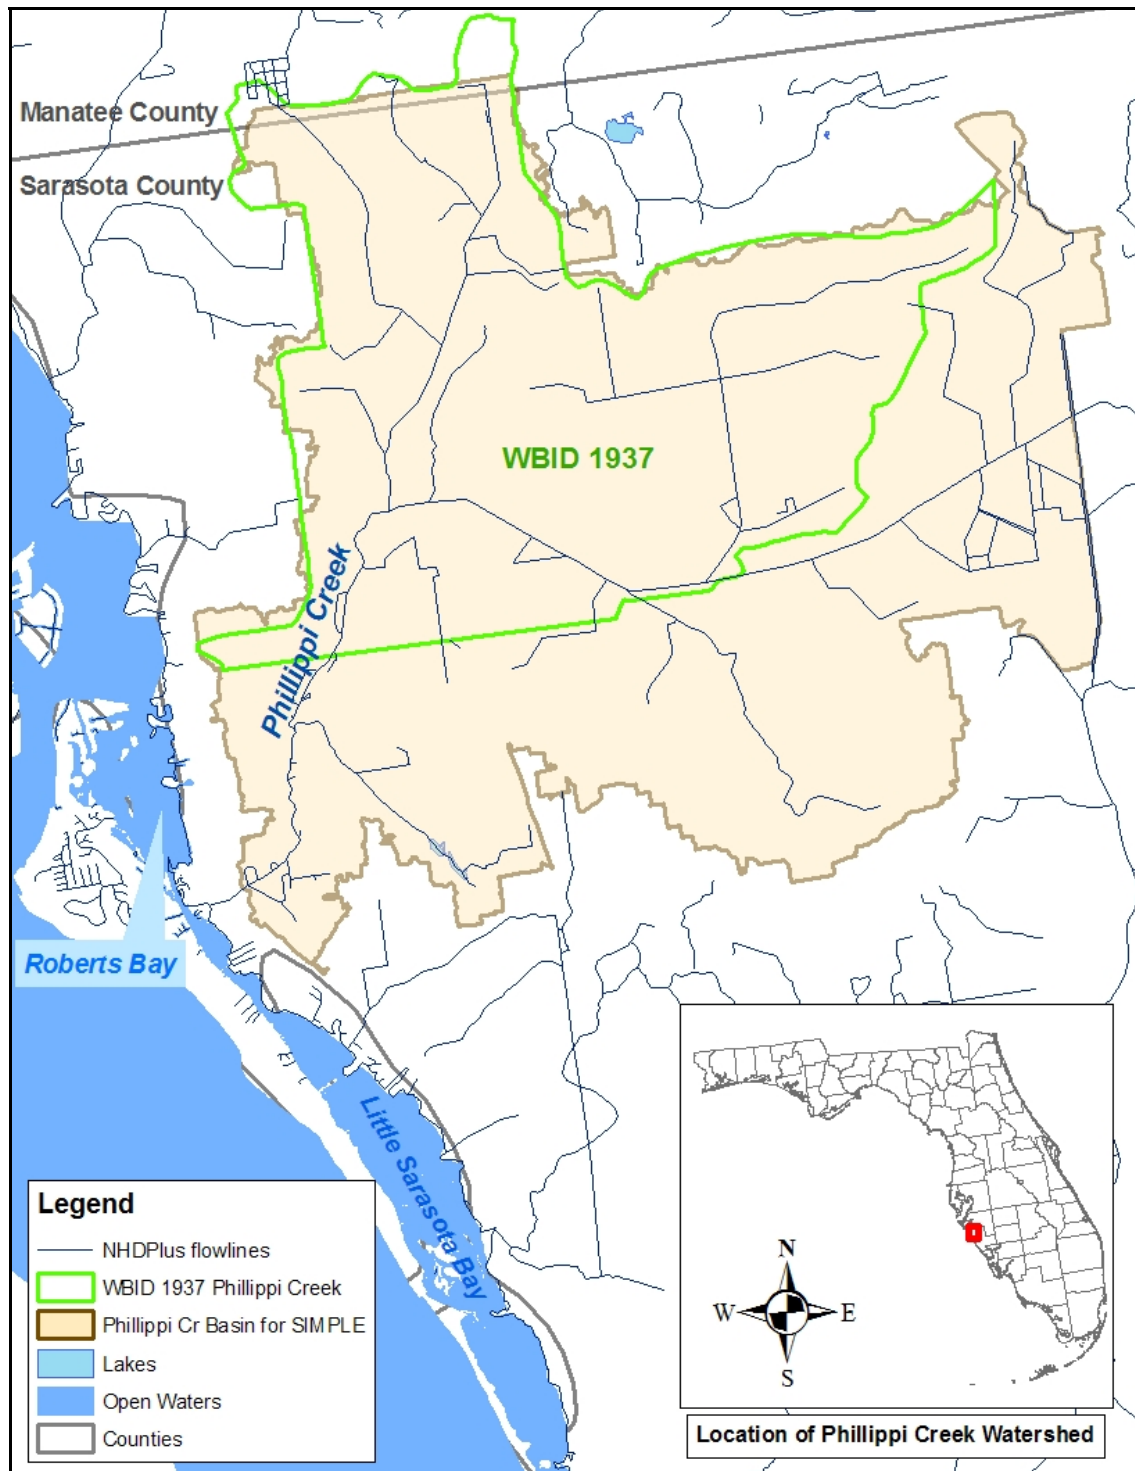 Manatee County
Sarasota County
WBID 1937
Phillippi Creek
Roberts Bay
Little Sarasota Bay
Legend
NHDPlus flowlines
WBID 1937 Phillippi Creek
Phillippi Cr Basin for SIMPLE
Lakes
Open Waters
Counties
N
W
E
S
Location of Phillippi Creek Watershed